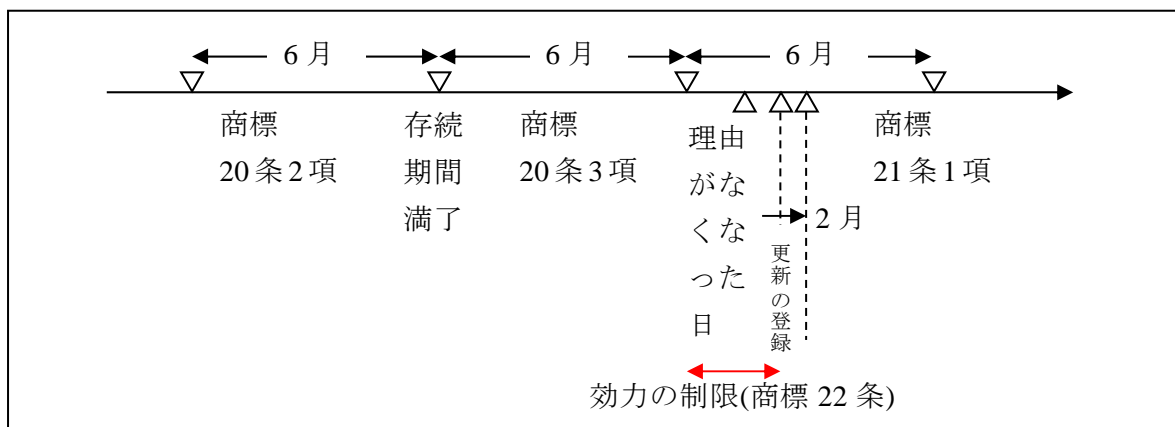 6月
6月
6月
商標
20条2項
存続
期間
満了
商標
20条3項
理由
がなくなった
日
商標
21条1項
2月
更新の登録
効力の制限(商標 22 条)